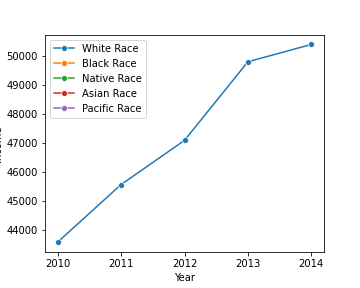 50000
49000
48000
47000
46000
45000
44000
White Race
Black Race
Native Race
Asian Race
Pacific Race
2010 2011 2012 2013 2014
Year